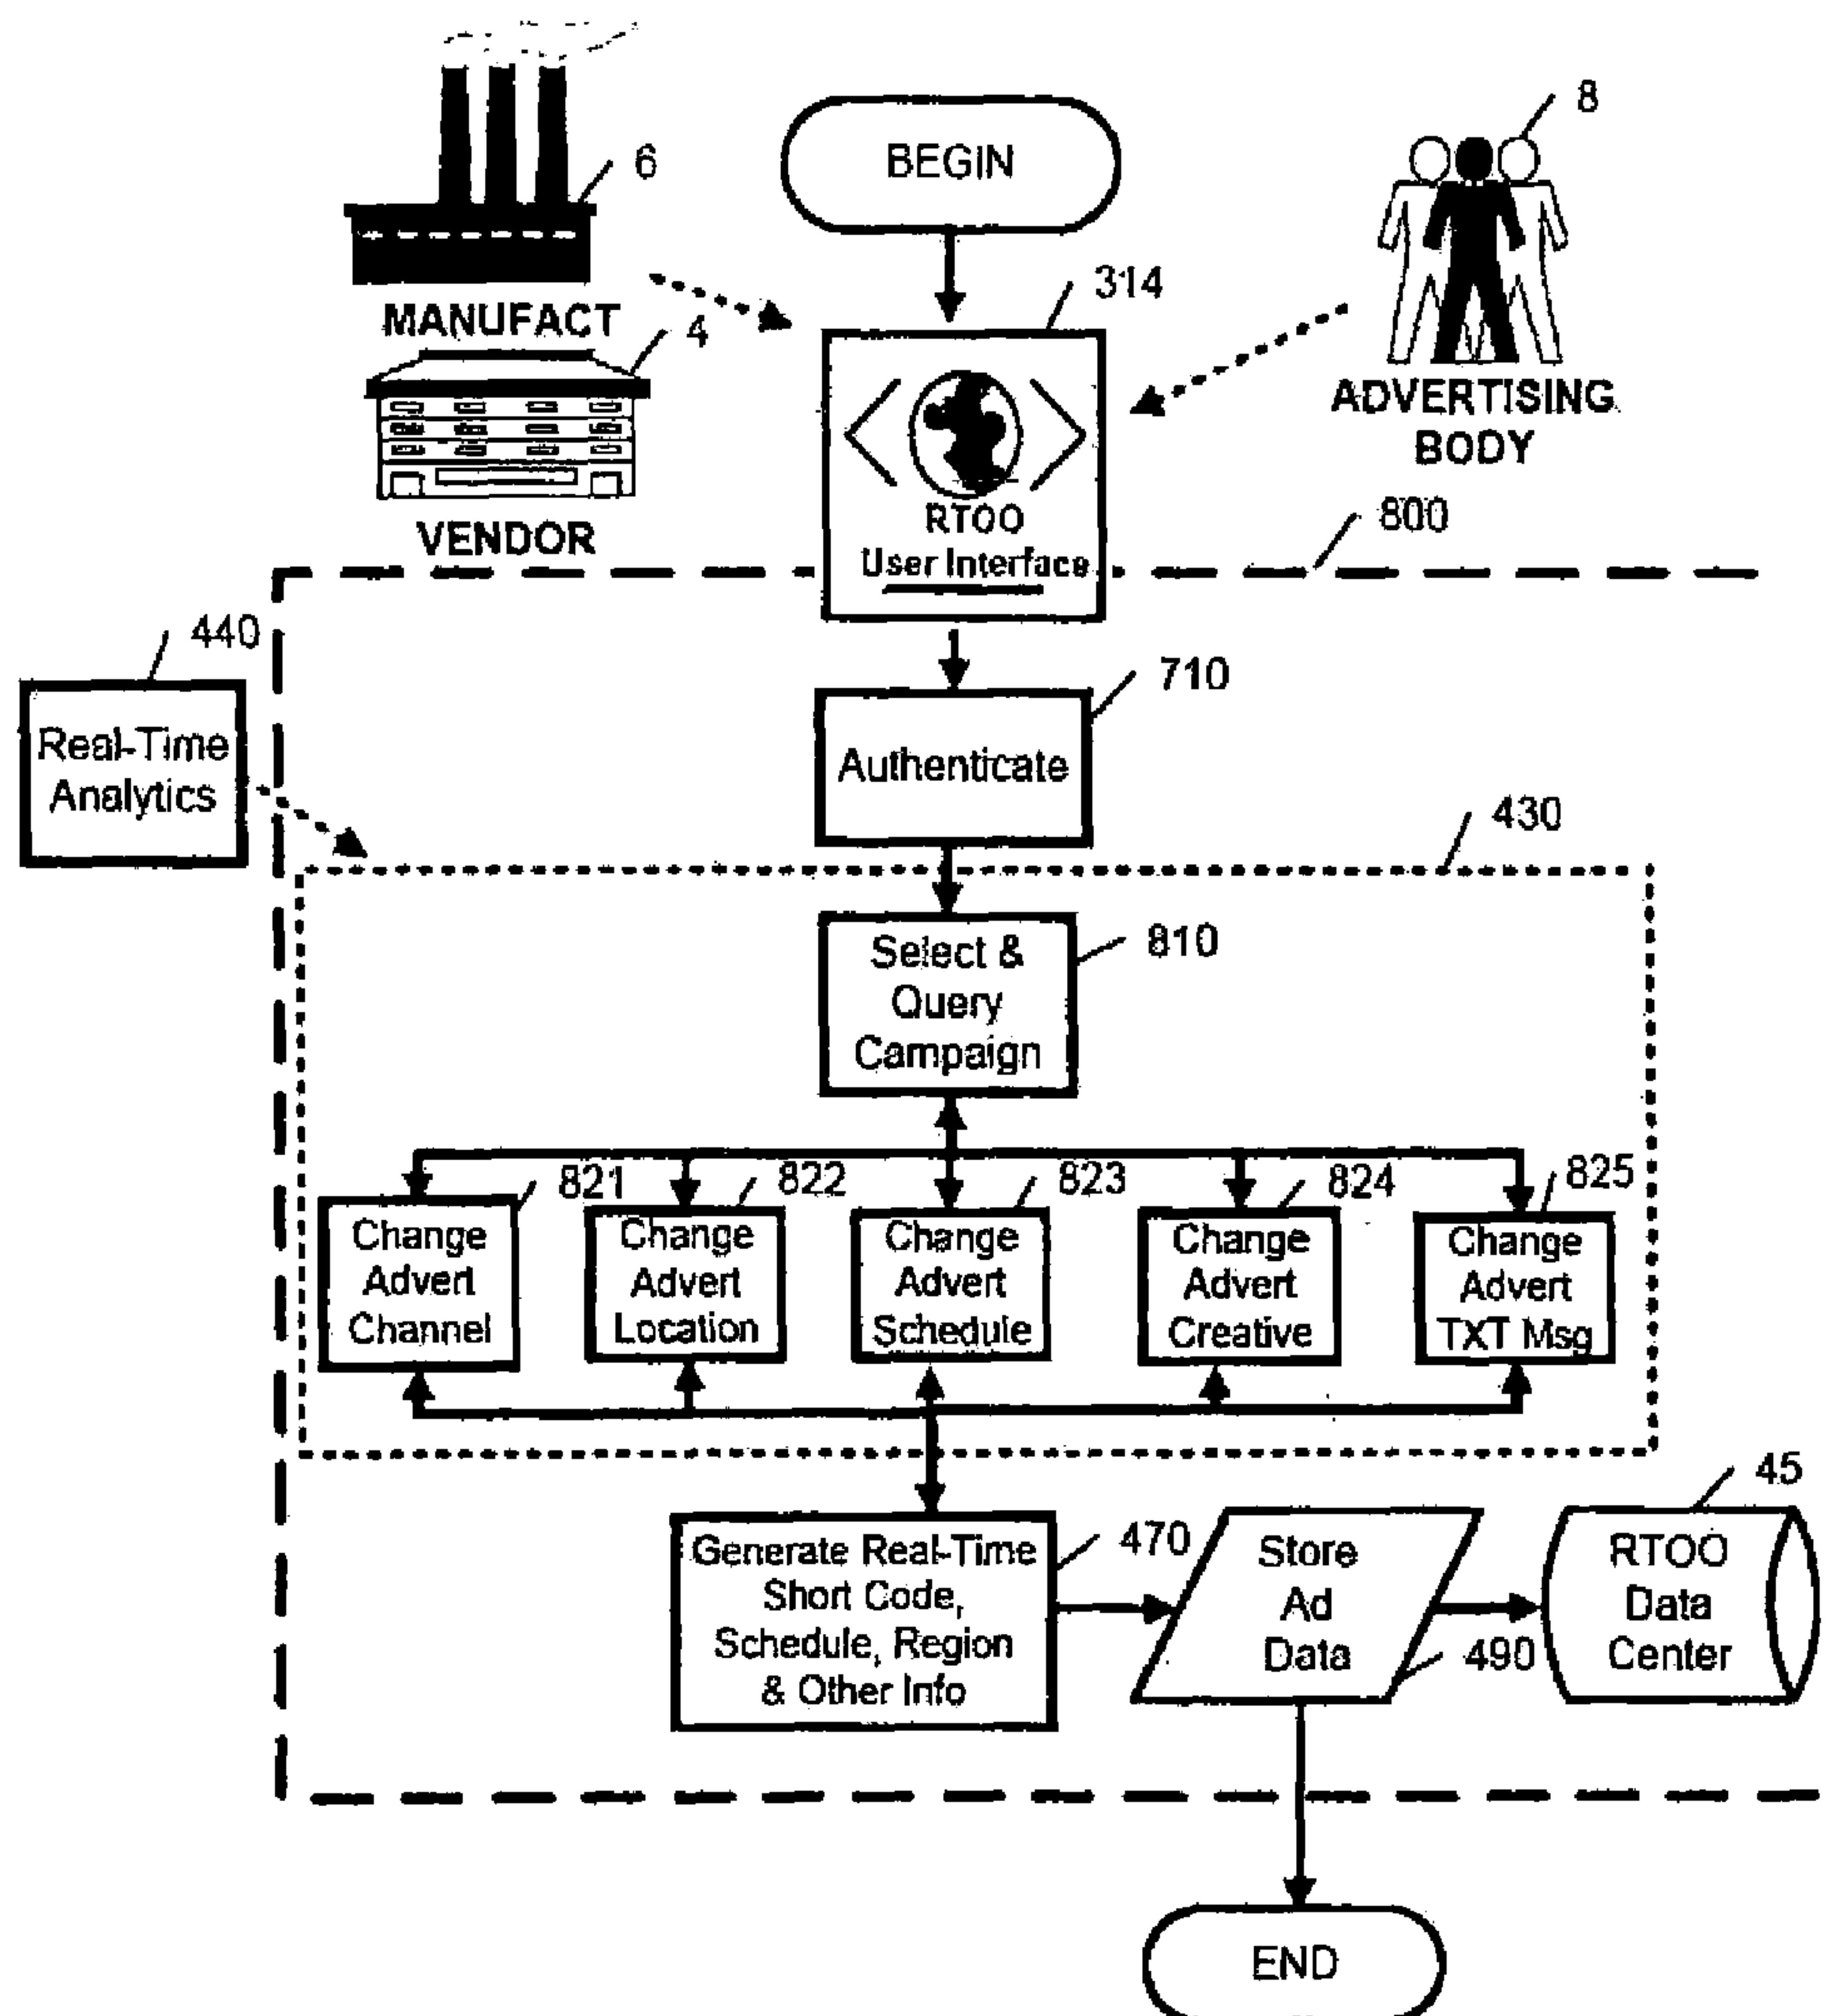 6
BEGIN
8
MANUFACT
4
VENDOR
314
RTOO
User Interface
ADVERTISING
BODY
800
440
Real-Time
Analytics
710
Authenticate
430
810
Select &
Query
Campaign
821
Change
Advert
Channel
822
Change
Advert
Location
823
Change
Advert
Schedule
824
Change
Advert
Creative
825
Change
Advert
TXT Msg
470
Generate Real-Time
Short Code,
Schedule, Region
& Other Info
Store
Ad
Data
490
45
RTOO
Data
Center
END